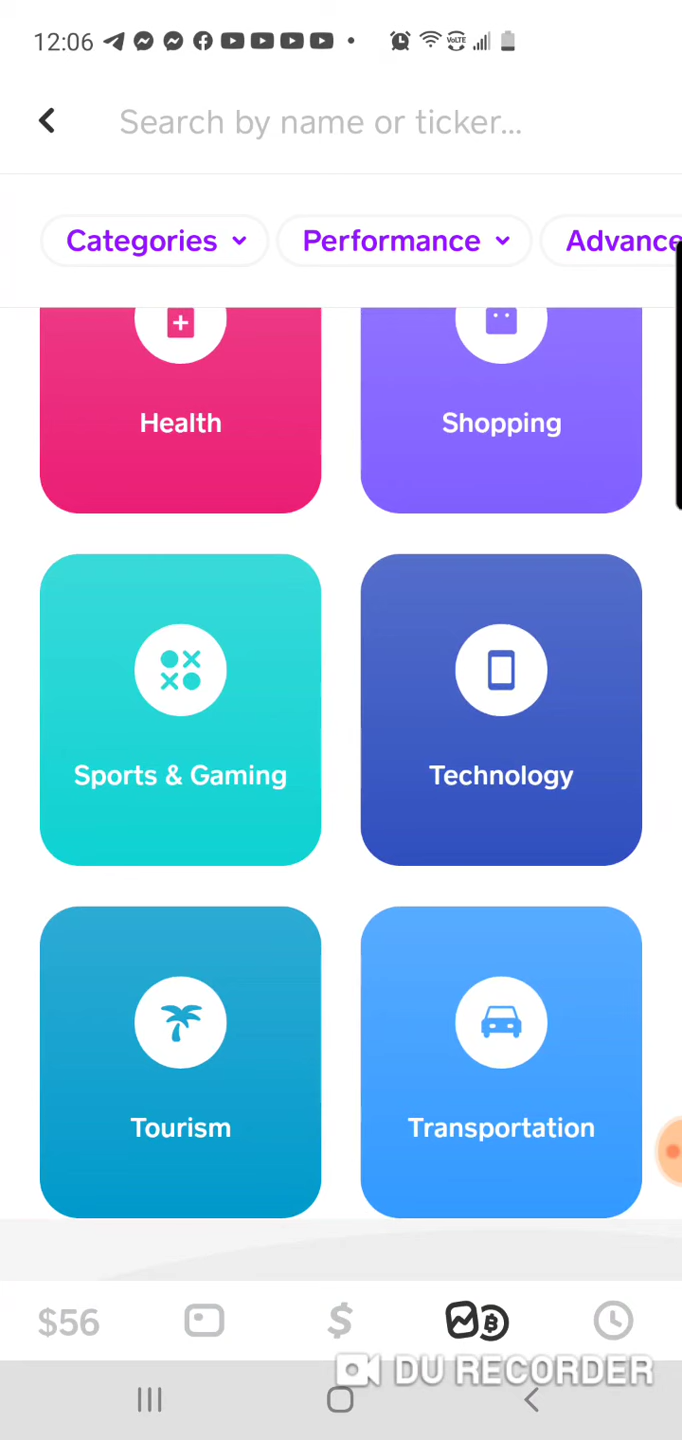 12:06
VoLTE
Search by name or ticker...
Categories Performance Advance
Health Shopping
Sports & Gaming Technology
Tourism Transportation
$56 $
DU RECORDER